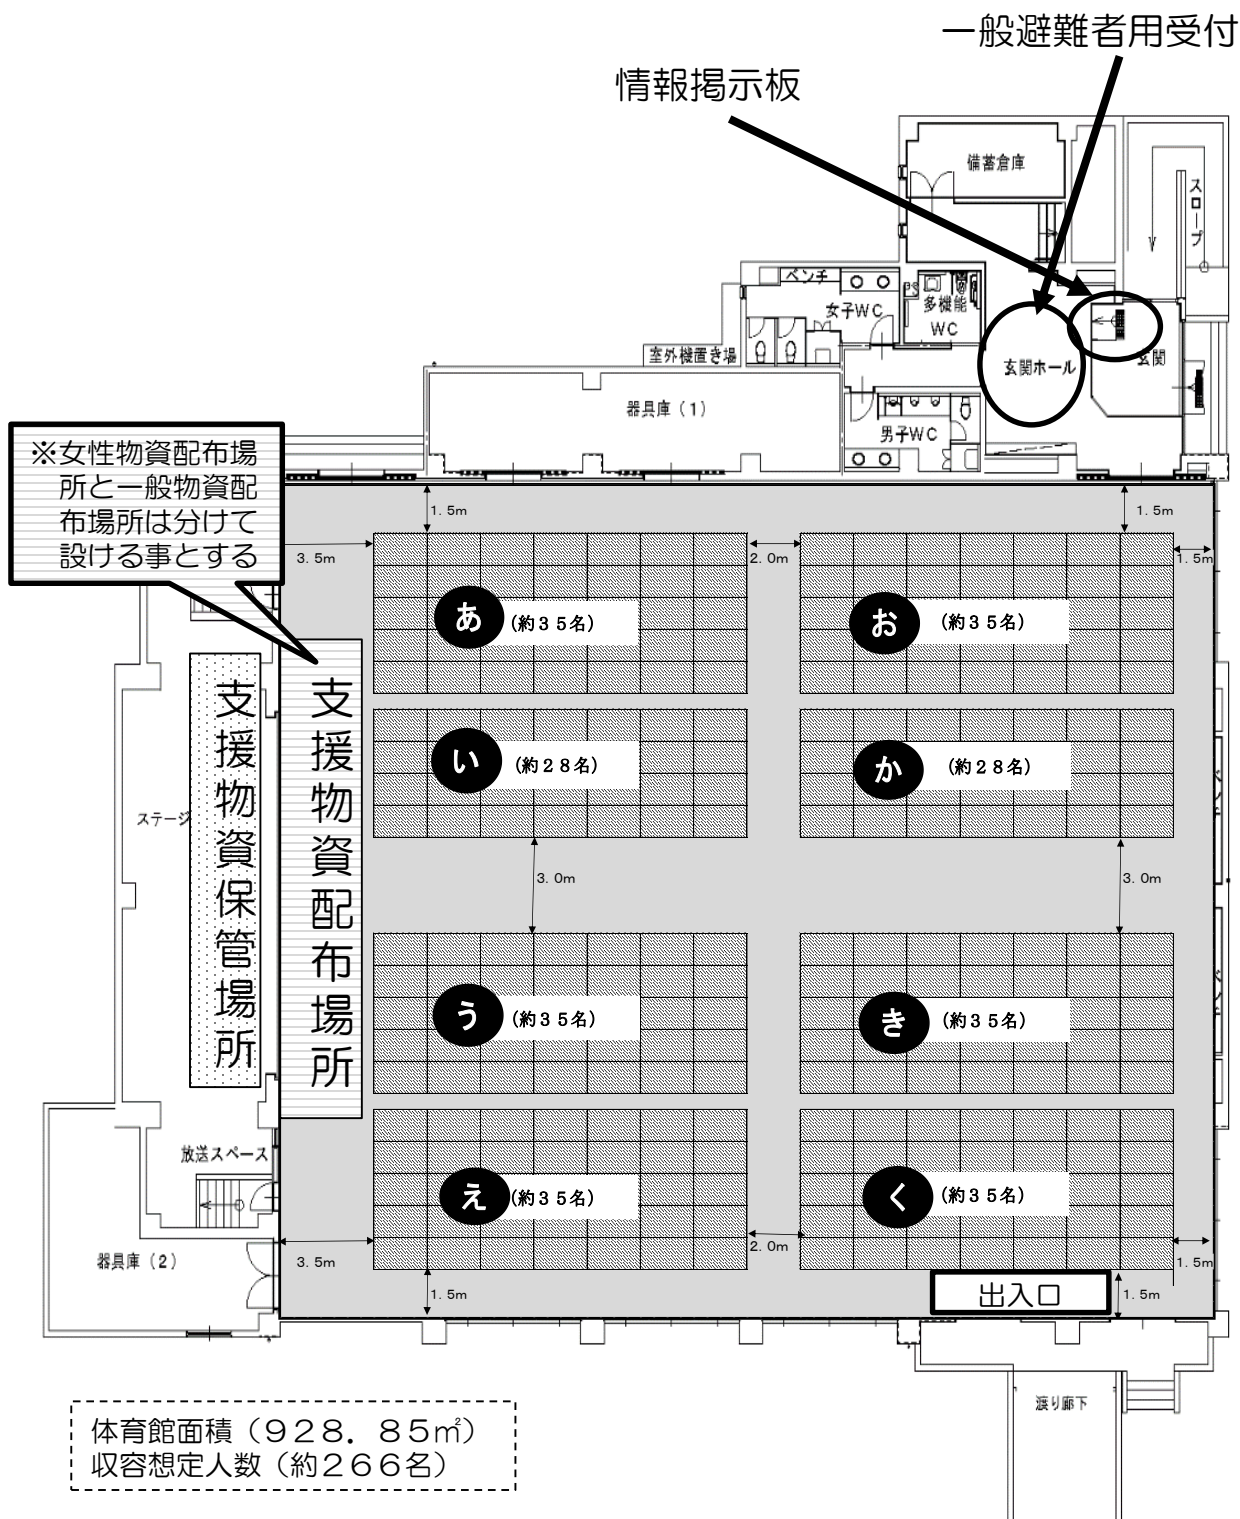 一般避難者用受付
情報掲示板
備蓄倉庫
スロープ
ベンチ
女子WC
多機能
WC
室外機置き場
玄関ホール
玄関
器具庫（1）
男子WC
※女性物資配布場
所と一般物資配
布場所は分けて
設ける事とする
1.5m
1.5m
3.5m
2.0m
1.5m
あ
(約35名)
お
(約35名)
支援物資保管場所
支援物資配布場所
い
(約28名)
か
(約28名)
ステージ
3.0m
3.0m
う
(約35名)
き
(約35名)
放送スペース
え
(約35名)
く
(約35名)
器具庫（2）
3.5m
2.0m
1.5m
1.5m
出入口
1.5m
渡り廊下
体育館面積（928．85㎡）
収容想定人数（約266名）